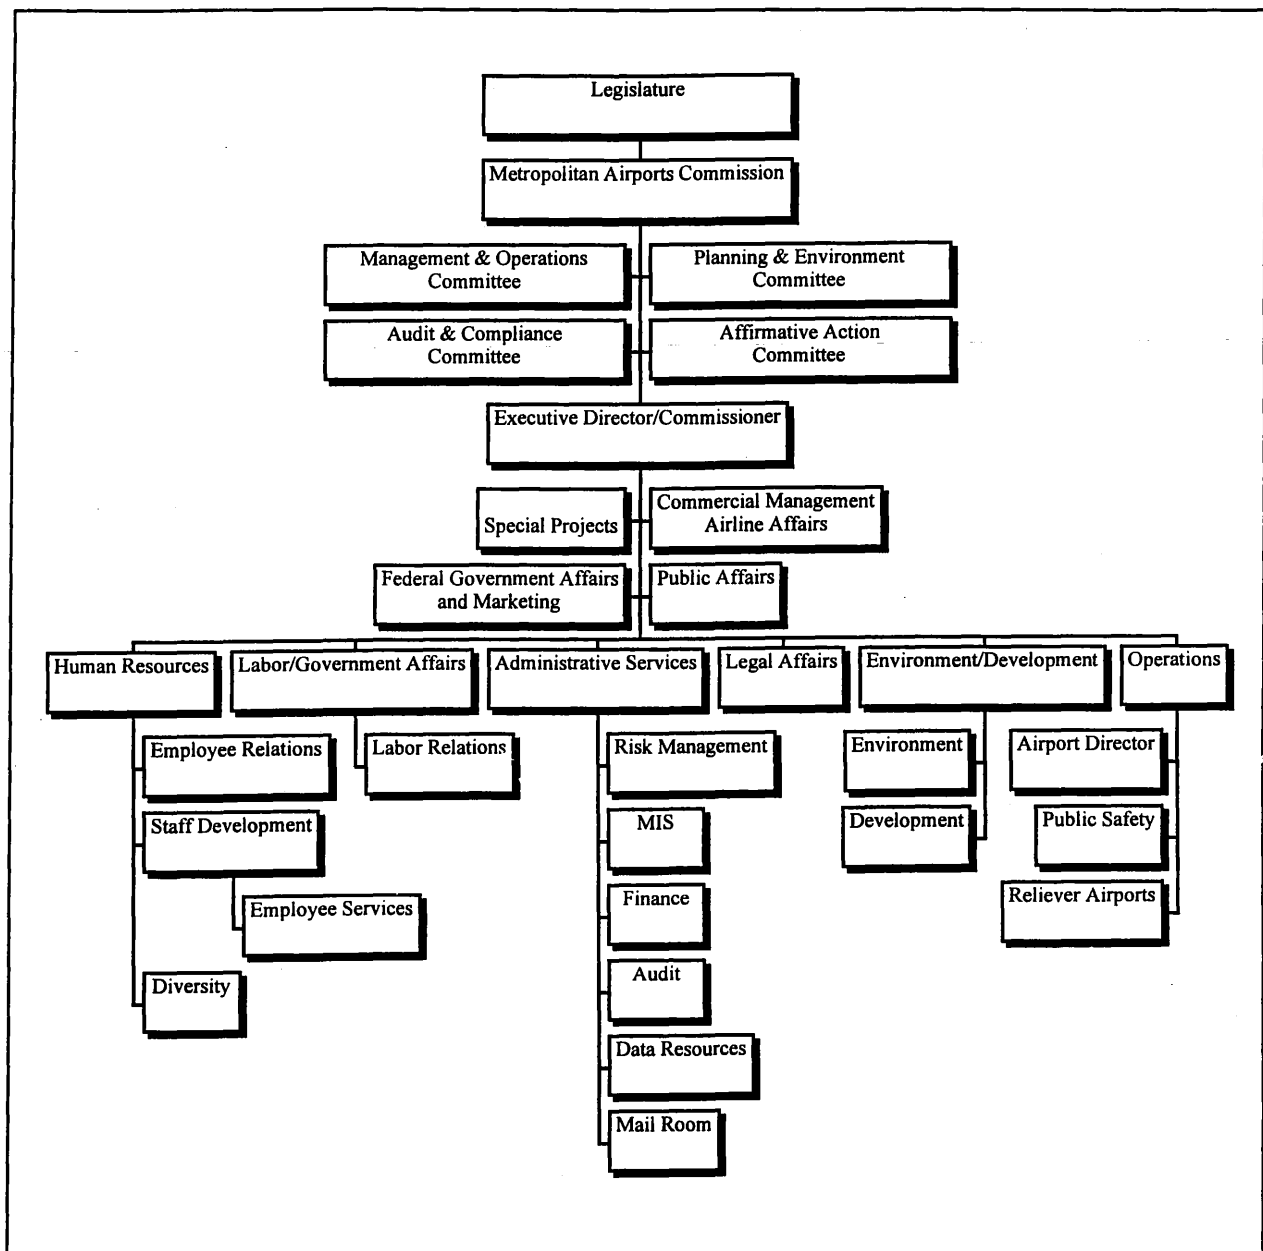 Legislature
Metropolitan Airports Commission
Management & Operations
Committee
Planning & Environment
Committee
Audit & Compliance
Committee
Affirmative Action
Committee
Executive Director/Commissioner
Special Projects
Commercial Management
Airline Affairs
Federal Government Affairs
and Marketing
Public Affairs
Human Resources
Labor/Government Affairs
Administrative Services
Legal Affairs
Environment/Development
Operations
Employee Relations
Staff Development
Employee Services
Diversity
Labor Relations
Risk Management
MIS
Finance
Audit
Data Resources
Mail Room
Environment
Development
Airport Director
Public Safety
Reliever Airports